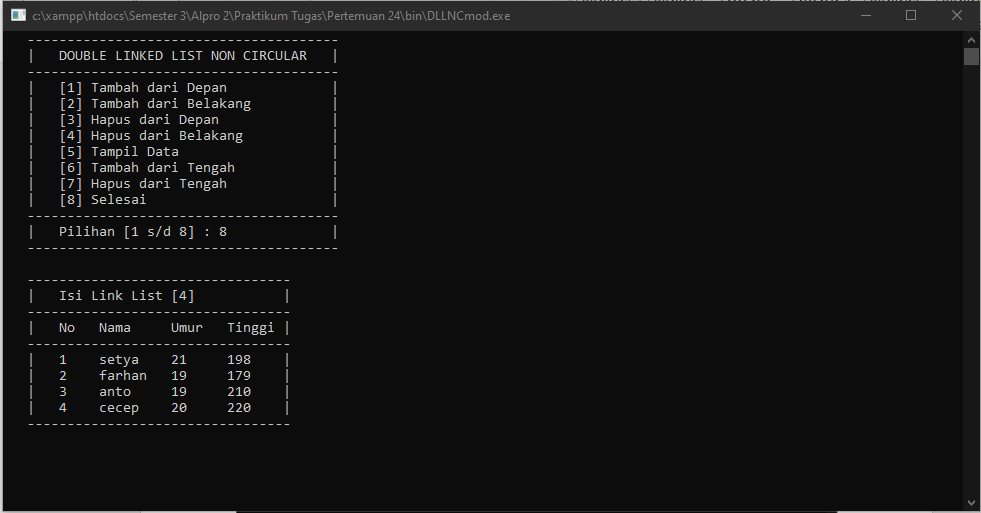 c:\xampp\htdocs\Semester 3\Alpro 2\Praktikum Tugas\Pertemuan 24\bin\DLLNCmod.exe
---------------------------------------
|   DOUBLE LINKED LIST NON CIRCULAR   |
---------------------------------------
|   [1] Tambah dari Depan             |
|   [2] Tambah dari Belakang          |
|   [3] Hapus dari Depan              |
|   [4] Hapus dari Belakang           |
|   [5] Tampil Data                   |
|   [6] Tambah dari Tengah            |
|   [7] Hapus dari Tengah             |
|   [8] Selesai                       |
---------------------------------------
|   Pilihan [1 s/d 8] : 8             |
---------------------------------------
---------------------------------
|   Isi Link List [4]           |
---------------------------------
|   No   Nama     Umur   Tinggi |
---------------------------------
|   1    setya    21     198    |
|   2    farhan   19     179    |
|   3    anto     19     210    |
|   4    cecep    20     220    |
---------------------------------